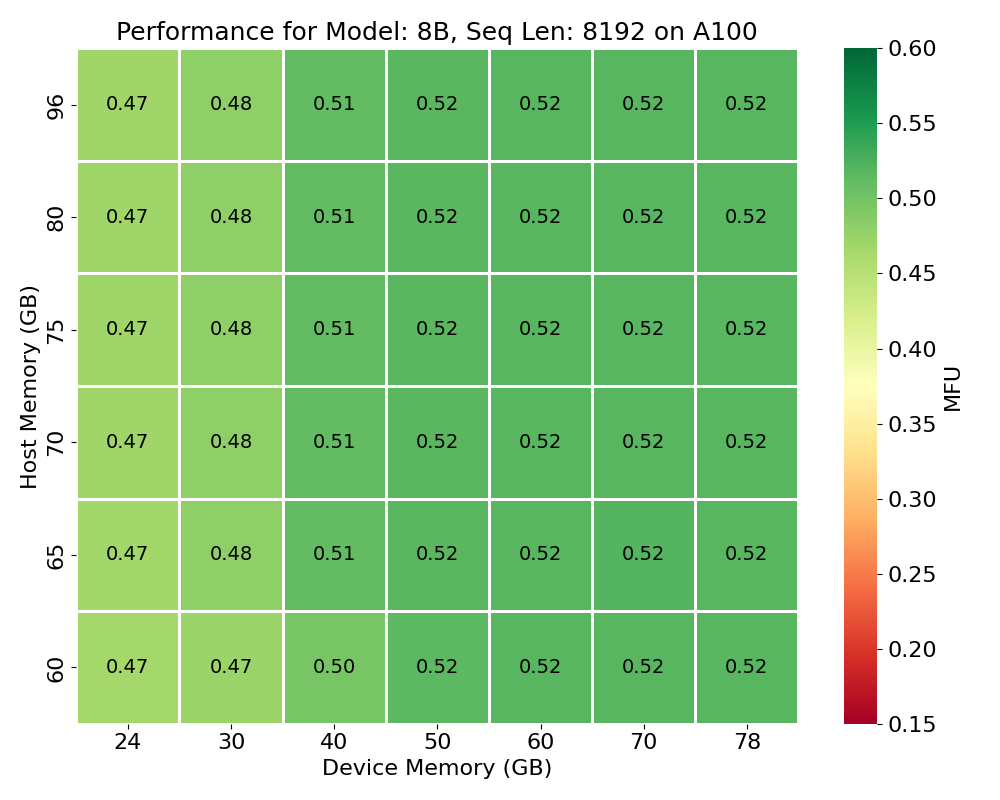 Performance for Model: 8B, Seq Len: 8192 on A100
Host Memory (GB)
96 0.47 0.48 0.51 0.52 0.52 0.52 0.52
80 0.47 0.48 0.51 0.52 0.52 0.52 0.52
75 0.47 0.48 0.51 0.52 0.52 0.52 0.52
70 0.47 0.48 0.51 0.52 0.52 0.52 0.52
65 0.47 0.48 0.51 0.52 0.52 0.52 0.52
60 0.47 0.47 0.50 0.52 0.52 0.52 0.52
24 30 40 50 60 70 78
Device Memory (GB)
0.60
0.55
0.50
0.45
0.40
0.35
0.30
0.25
0.20
0.15
MFU